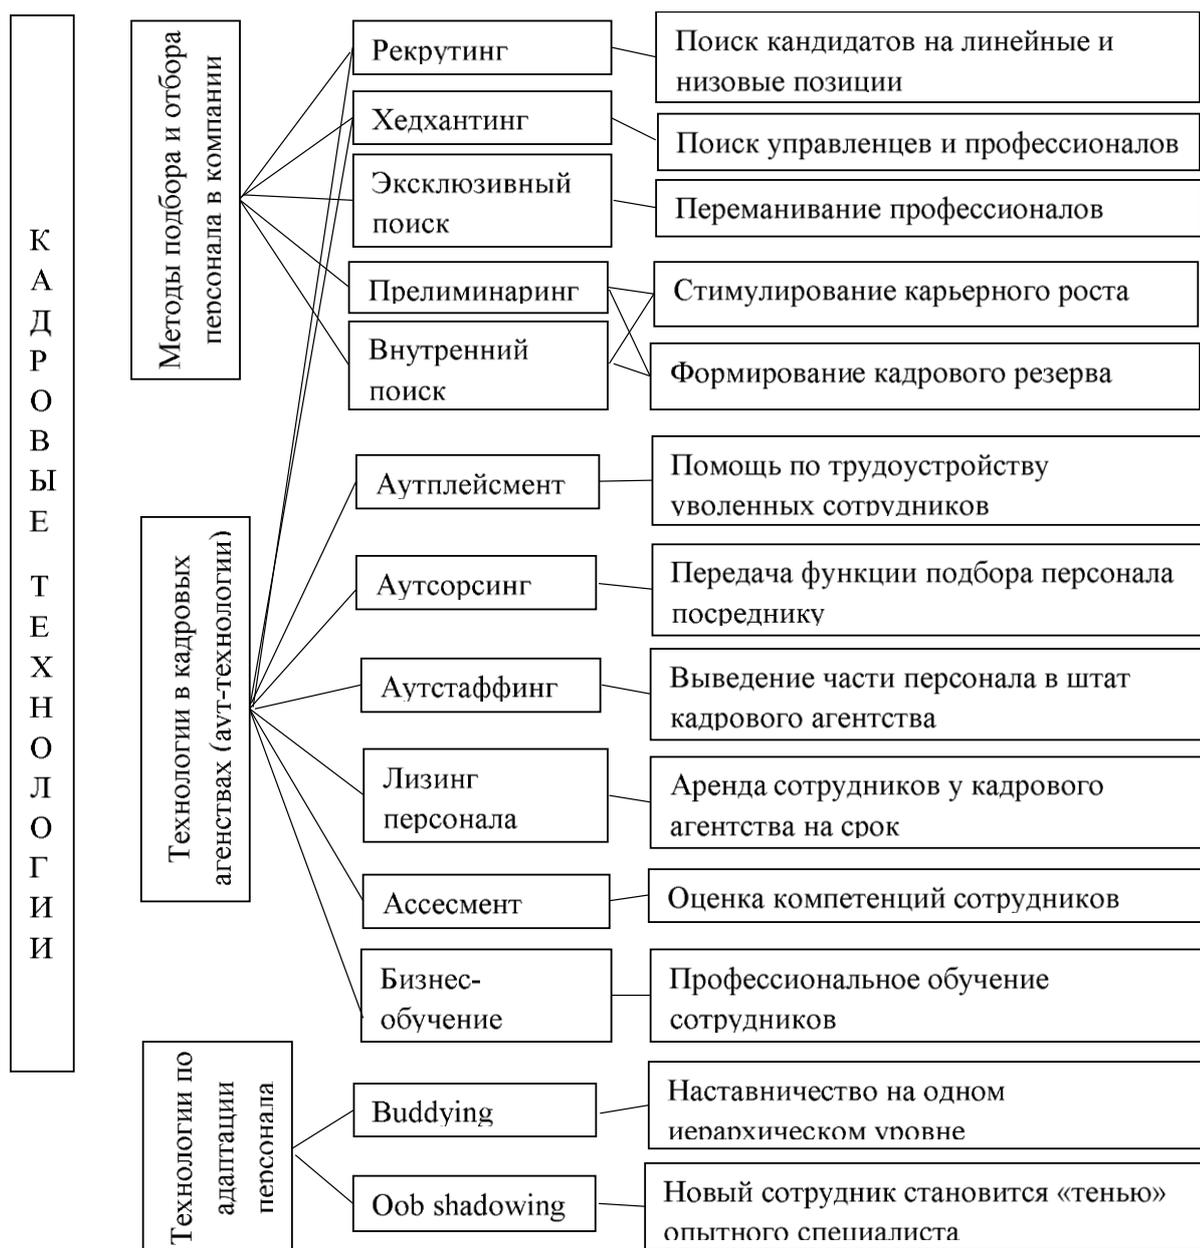 КАДРОВЫЕ ТЕХНОЛОГИИ
Методы подбора и отбора
персонала в компании
Рекрутинг
Поиск кандидатов на линейные и
низовые позиции
Хедхантинг
Поиск управленцев и профессионалов
Эксклюзивный
поиск
Переманивание профессионалов
Прелиминаринг
Стимулирование карьерного роста
Внутренний
поиск
Формирование кадрового резерва
Технологии в кадровых
агенствах (аут-технологии)
Аутплейсмент
Помощь по трудоустройству
уволенных сотрудников
Аутсорсинг
Передача функции подбора персонала
посреднику
Аутстаффинг
Выведение части персонала в штат
кадрового агентства
Лизинг
персонала
Аренда сотрудников у кадрового
агентства на срок
Ассесмент
Оценка компетенций сотрудников
Бизнес-
обучение
Профессиональное обучение
сотрудников
Технологии по
адаптации
персонала
Buddying
Наставничество на одном
иерархическом уровне
Oob shadowing
Новый сотрудник становится «тенью»
опытного специалиста